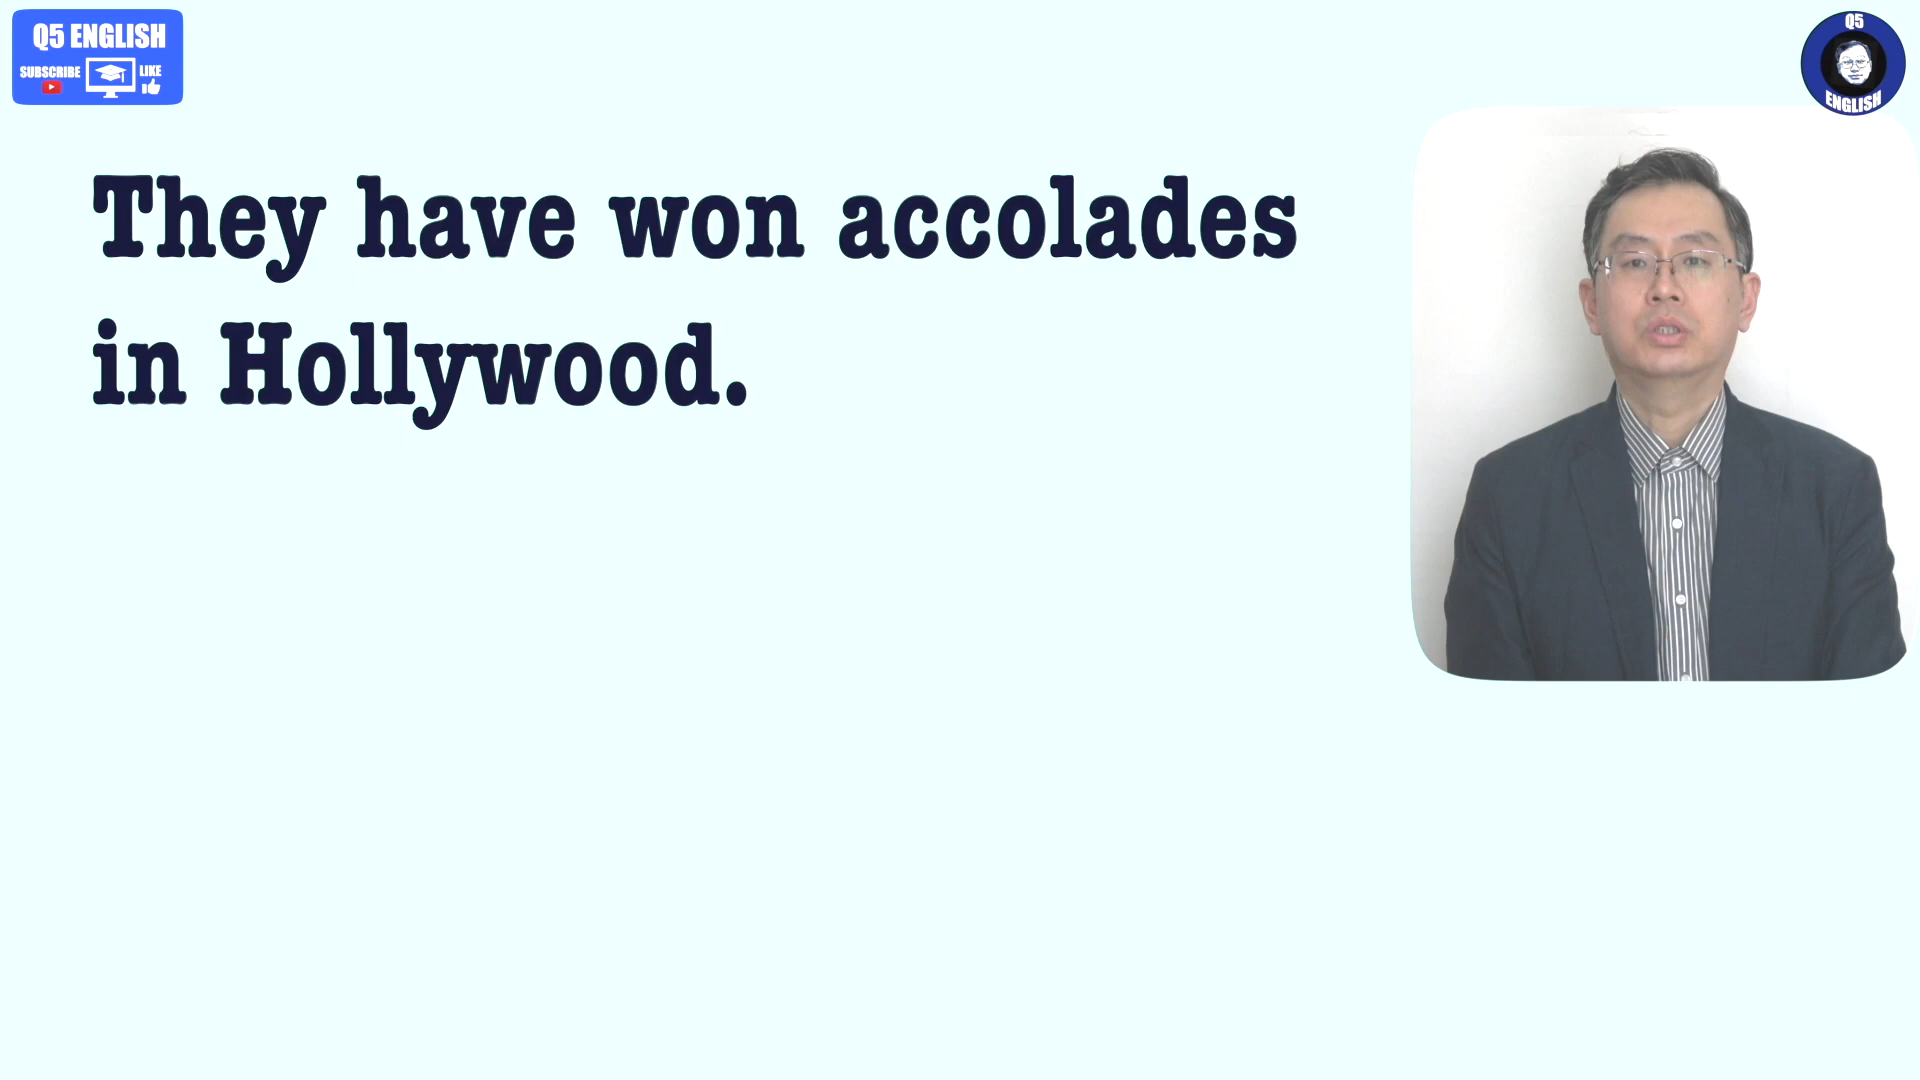 Q5 ENGLISH
SUBSCRIBE
LIKE
Q5
ENGLISH
They have won accolades
in Hollywood.